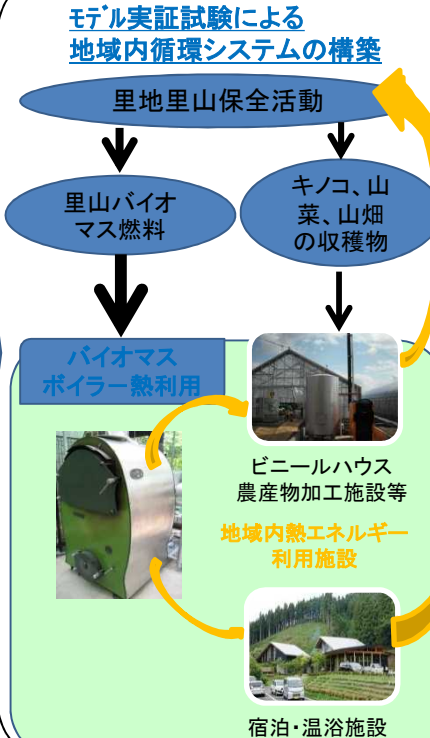 モデル実証試験による
地域内循環システムの構築
里地里山保全活動
里山バイオ
マス燃料
キノコ、山
菜、山畑
の収穫物
バイオマス
ボイラー熱利用
ビニールハウス
農産物加工施設等
地域内熱エネルギー
利用施設
宿泊・温浴施設